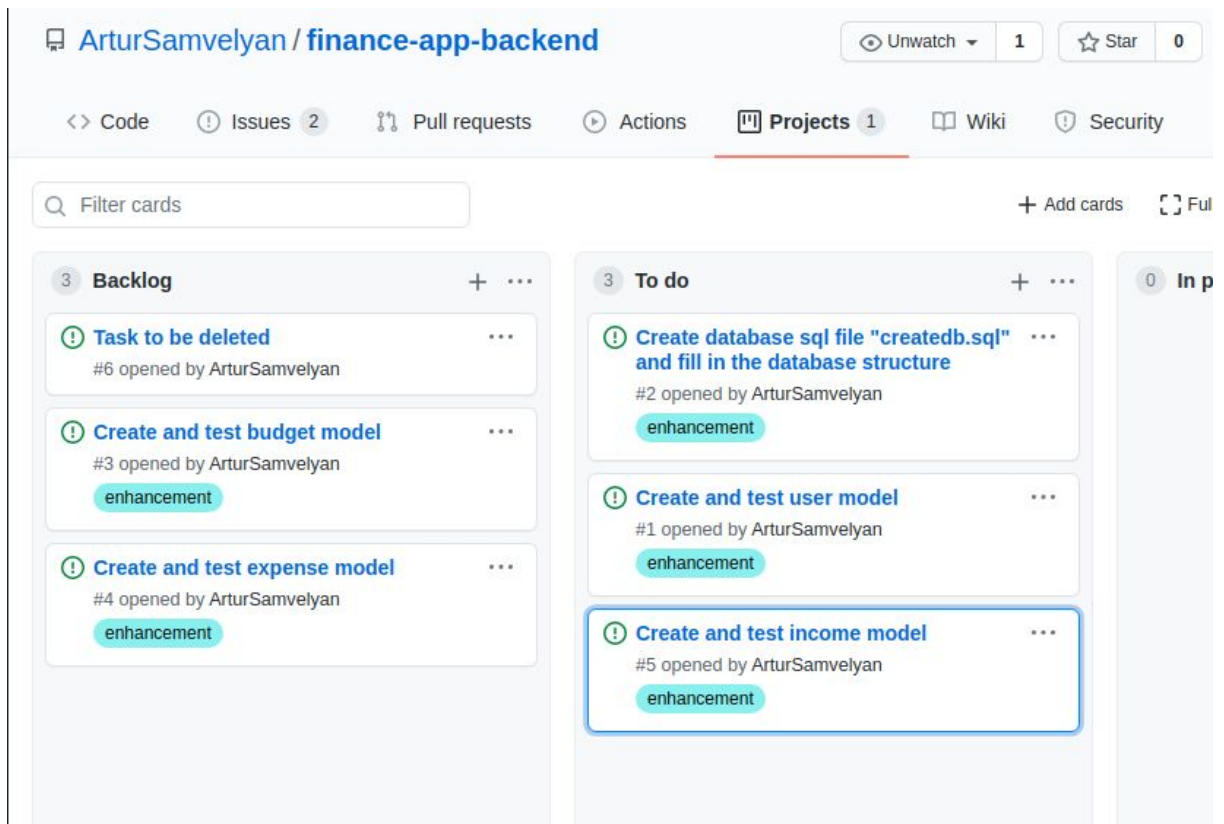 ArturSamvelyan / finance-app-backend
Unwatch 1 Star 0
Code Issues 2 Pull requests Actions Projects 1 Wiki Security
Filter cards
+ Add cards Ful
3 Backlog + ...
Task to be deleted ...
#6 opened by ArturSamvelyan
Create and test budget model ...
#3 opened by ArturSamvelyan
enhancement
Create and test expense model ...
#4 opened by ArturSamvelyan
enhancement
3 To do + ...
Create database sql file "createdb.sql" ...
and fill in the database structure
#2 opened by ArturSamvelyan
enhancement
Create and test user model ...
#1 opened by ArturSamvelyan
enhancement
Create and test income model ...
#5 opened by ArturSamvelyan
enhancement
0 In p